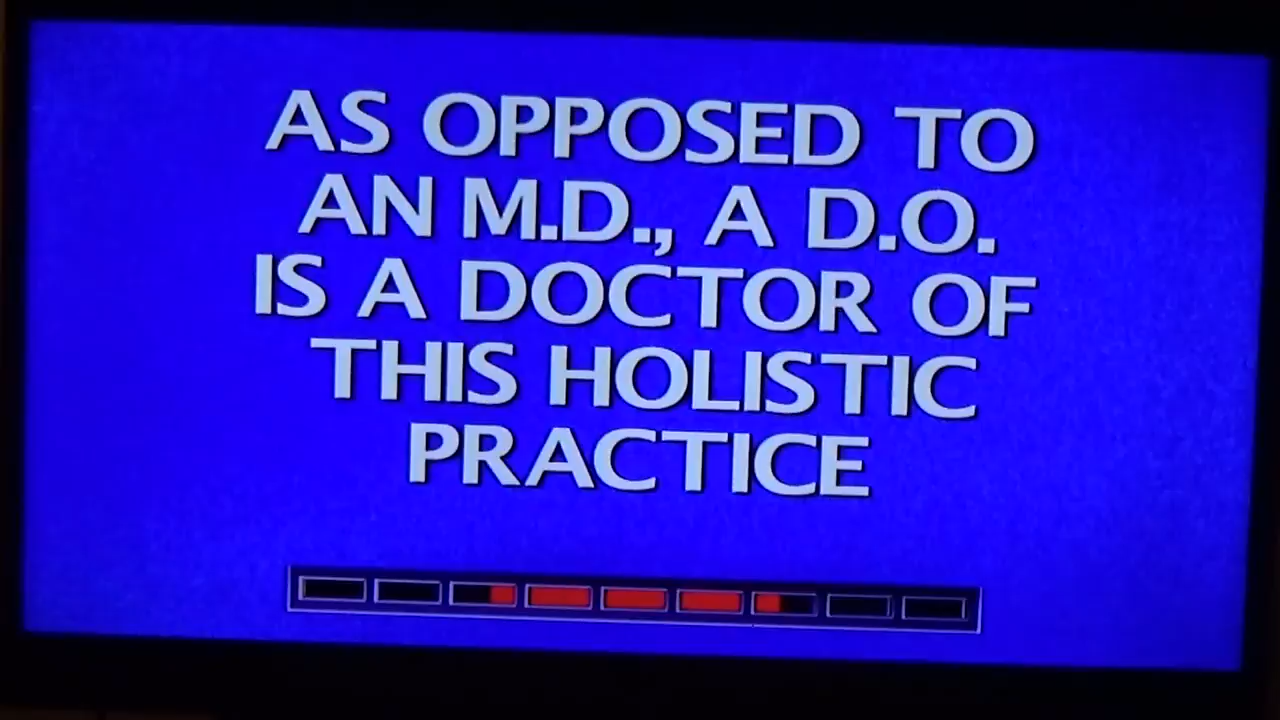 AS OPPOSED TO
AN M.D., A D.O.
IS A DOCTOR OF
THIS HOLISTIC
PRACTICE